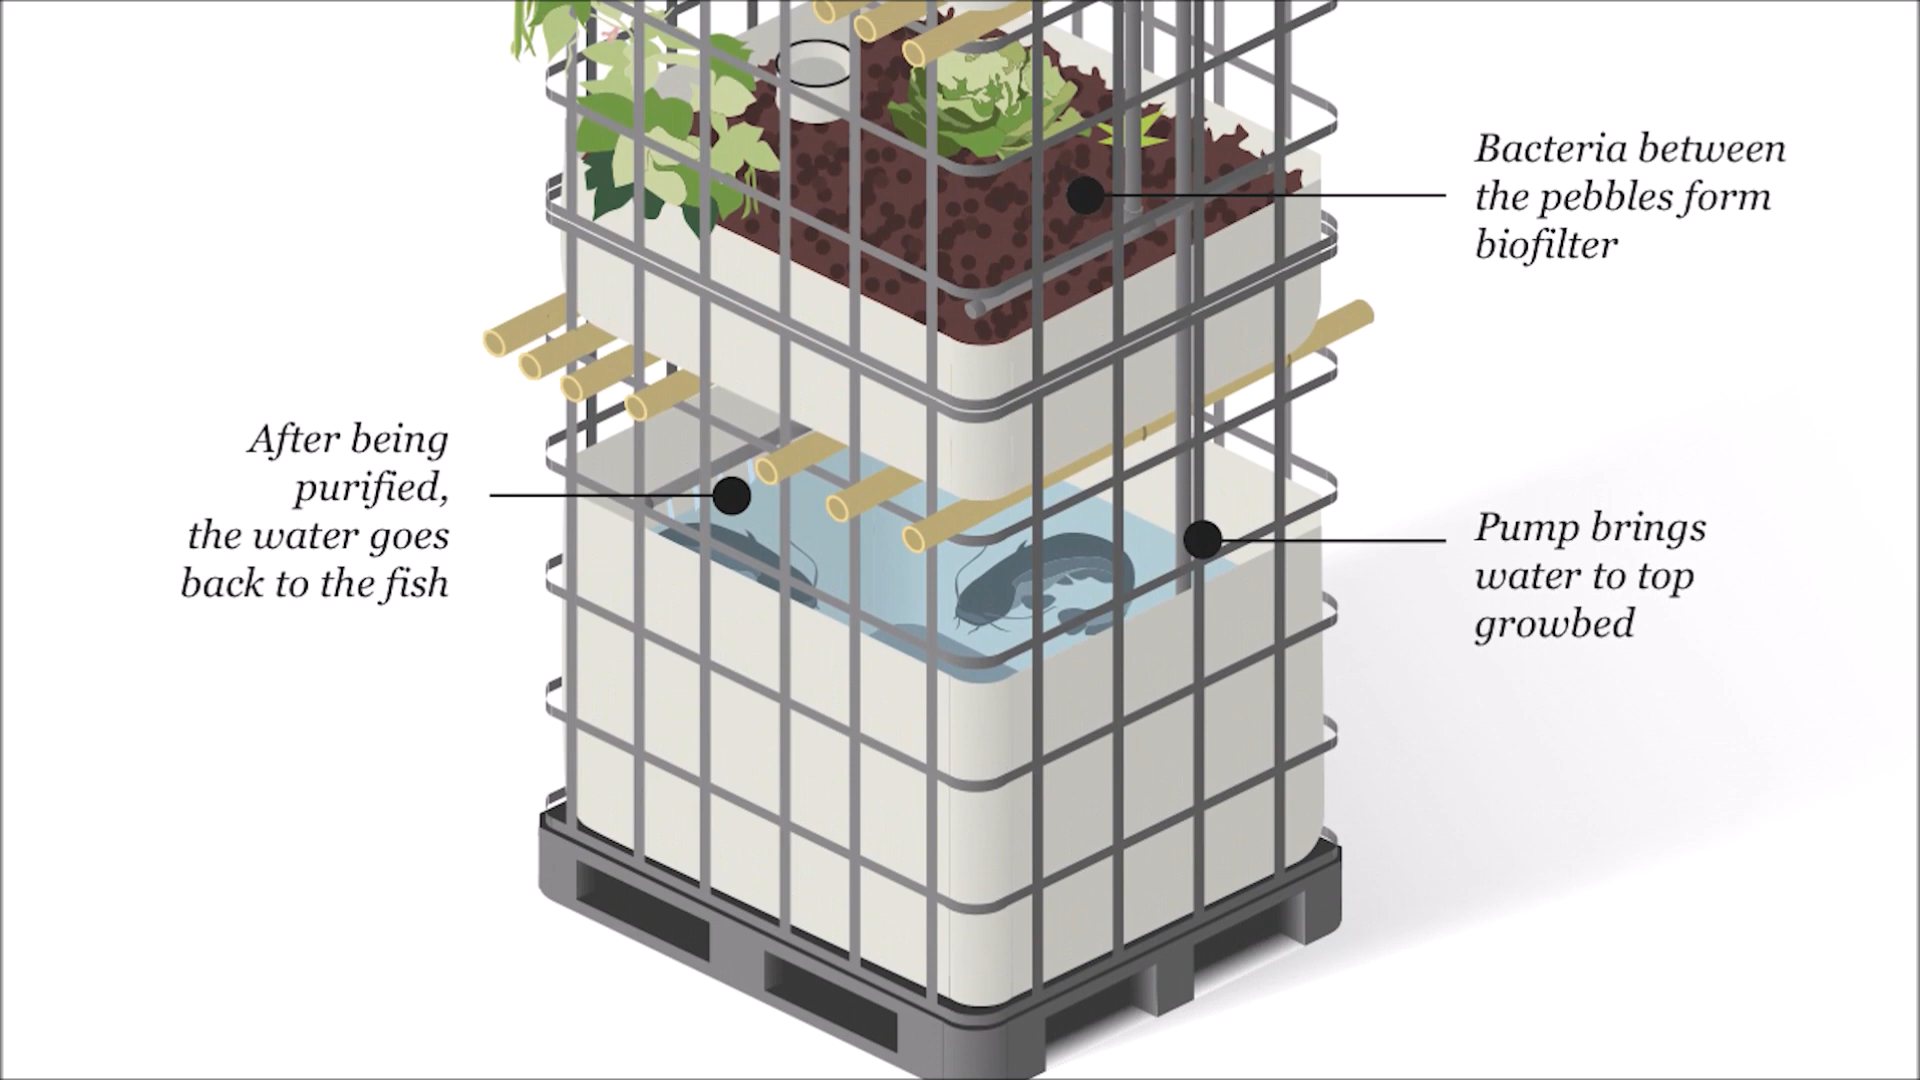 Bacteria between
the pebbles form
biofilter
After being
purified,
the water goes
back to the fish
Pump brings
water to top
growbed